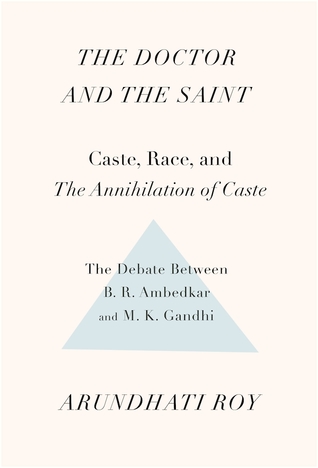 THE DOCTOR
AND THE SAINT
Caste, Race, and
The Annihilation of Caste
The Debate Between
B. R. Ambedkar
and M. K. Gandhi
ARUNDHATI ROY